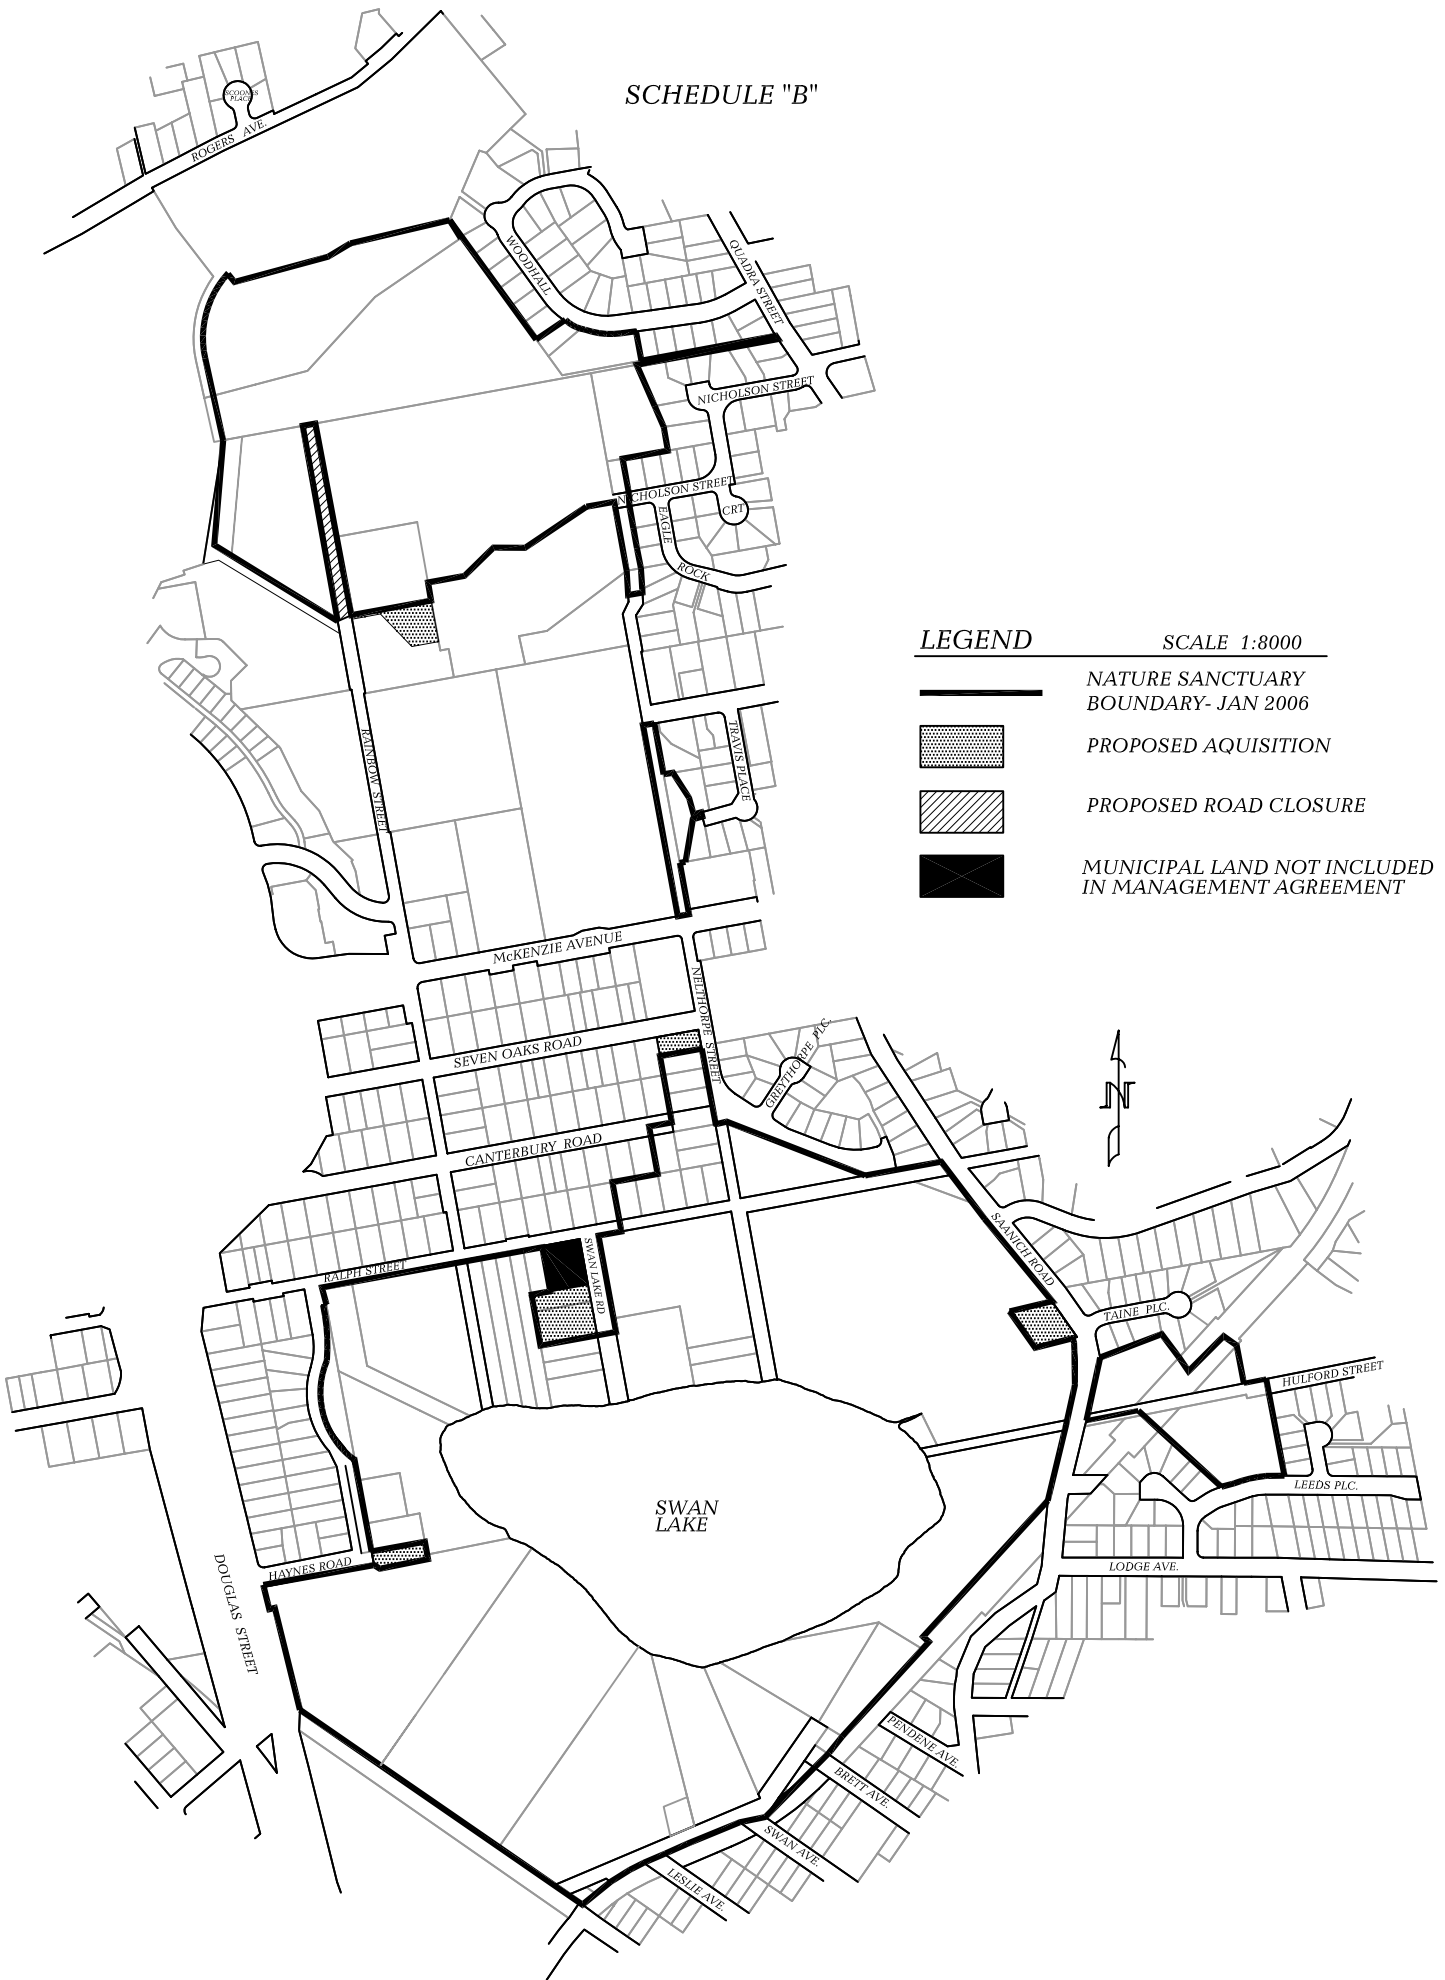 SCHEDULE "B"
SCOONES
PLACE
ROGERS AVE.
WOODHALL
QUADRA STREET
NICHOLSON STREET
NICHOLSON STREET
CRT
EAGLE
ROCK
LEGEND
SCALE 1:8000
NATURE SANCTUARY
BOUNDARY- JAN 2006
PROPOSED AQUISITION
PROPOSED ROAD CLOSURE
MUNICIPAL LAND NOT INCLUDED
IN MANAGEMENT AGREEMENT
RAINBOW STREET
TRAVIS PLACE
McKENZIE AVENUE
NELTHORPE STREET
SEVEN OAKS ROAD
GREYTHORPE PLC.
N
CANTERBURY ROAD
SAANICH ROAD
RALPH STREET
SWAN LAKE RD
TAINE PLC.
HULFORD STREET
LEEDS PLC.
SWAN
LAKE
HAYNES ROAD
LODGE AVE.
DOUGLAS STREET
PENDENE AVE.
BRETT AVE.
SWAN AVE.
LESLIE AVE.